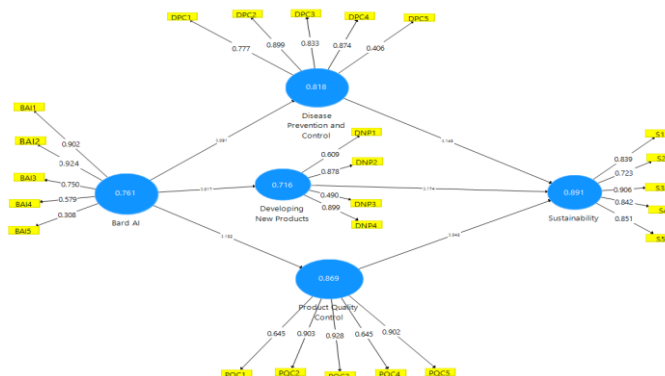 DPC1
DPC2
DPC3
DPC4
DPC5
0.777
0.899
0.833
0.874
0.406
0.818
Disease
Prevention and
Control
BAI1
BAI2
BAI3
BAI4
BAI5
0.902
0.924
0.750
0.579
0.308
0.761
Bard AI
DNP1
DNP2
DNP3
DNP4
0.609
0.878
0.490
0.899
0.716
Developing
New Products
S1
0.839
0.723
0.906
0.842
0.851
0.891
Sustainability
0.869
Product Quality
Control
0.645
0.903
0.928
0.645
0.902
PQC1
PQC2
PQC4
PQC5